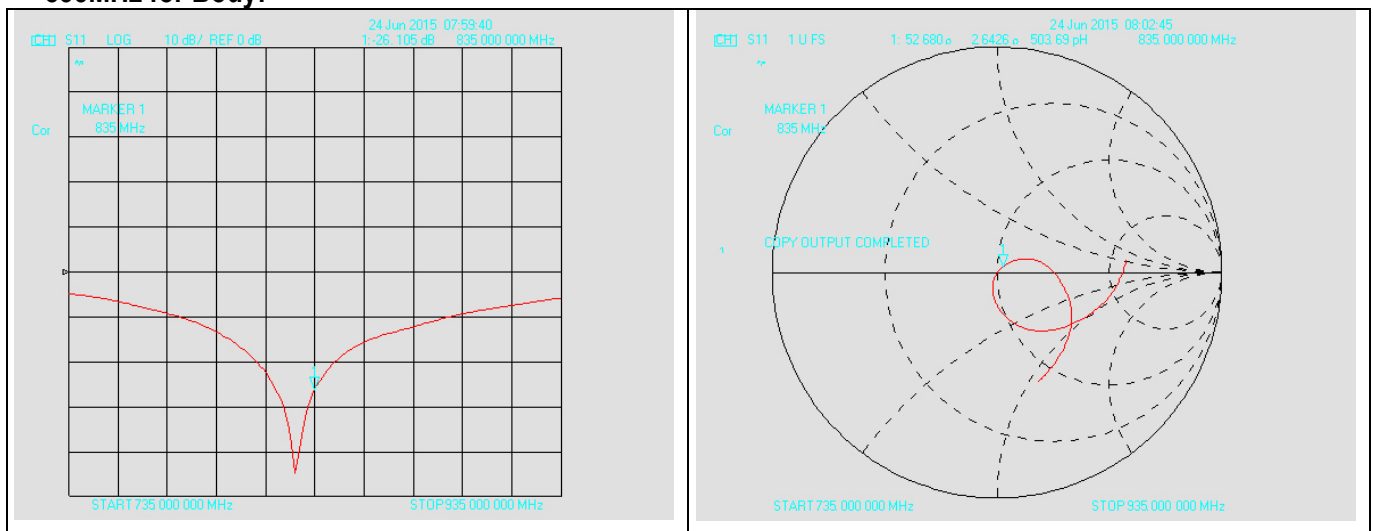 24 Jun 2015 07:59:40
CH1 S11 LOG 10 dB/ REF 0 dB 1:-26.105 dB 835.000 000 MHz
MARKER 1
Cor 835 MHz
1
START 735.000 000 MHz STOP 935.000 000 MHz
24 Jun 2015 08:02:45
CH1 S11 1 U FS 1: 52.680 Ω 2.6426 Ω 503.69 pH 835.000 000 MHz
MARKER 1
Cor 835 MHz
1 COPY OUTPUT COMPLETED
1
START 735.000 000 MHz STOP 935.000 000 MHz